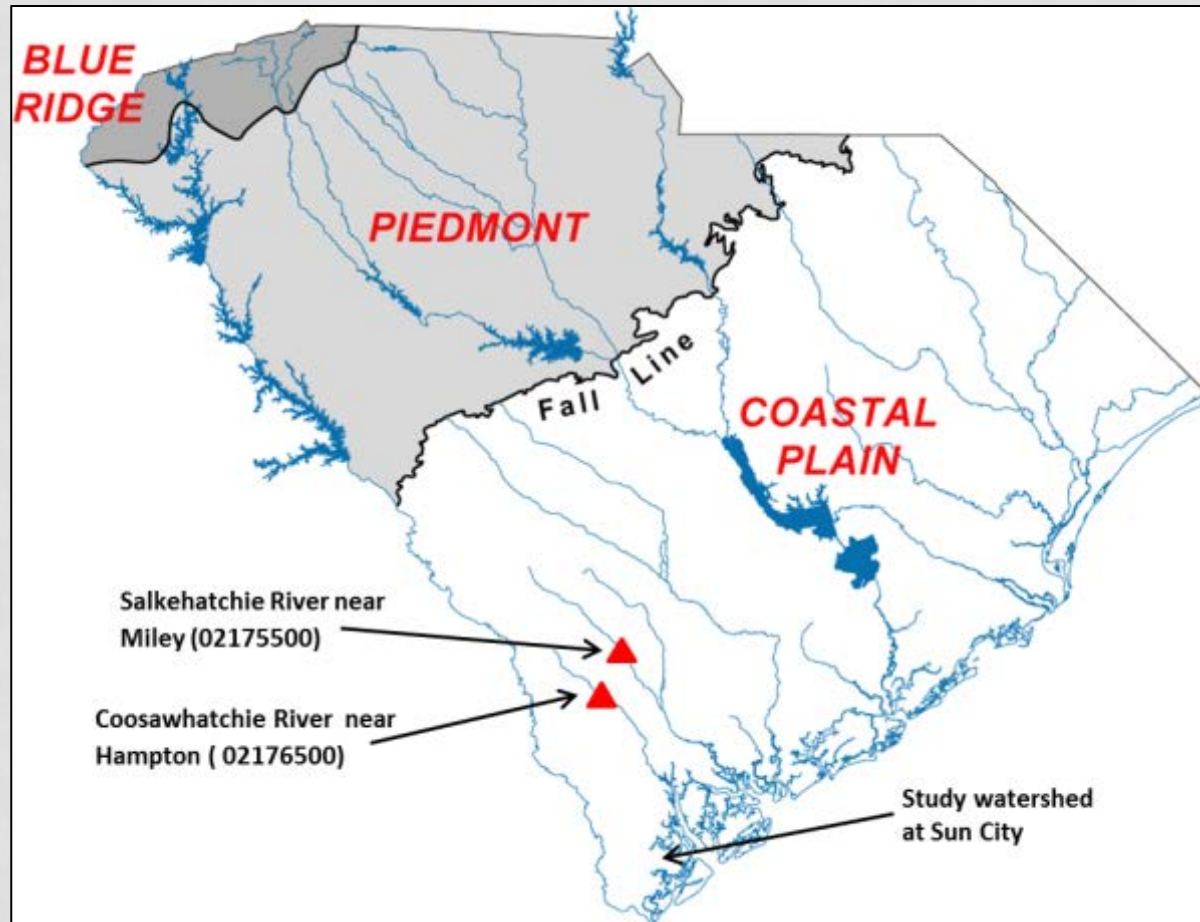 BLUE
RIDGE
PIEDMONT
Fall Line
COASTAL
PLAIN
Salkehatchie River near
Miley (02175500)
Coosawhatchie River near
Hampton ( 02176500)
Study watershed
at Sun City